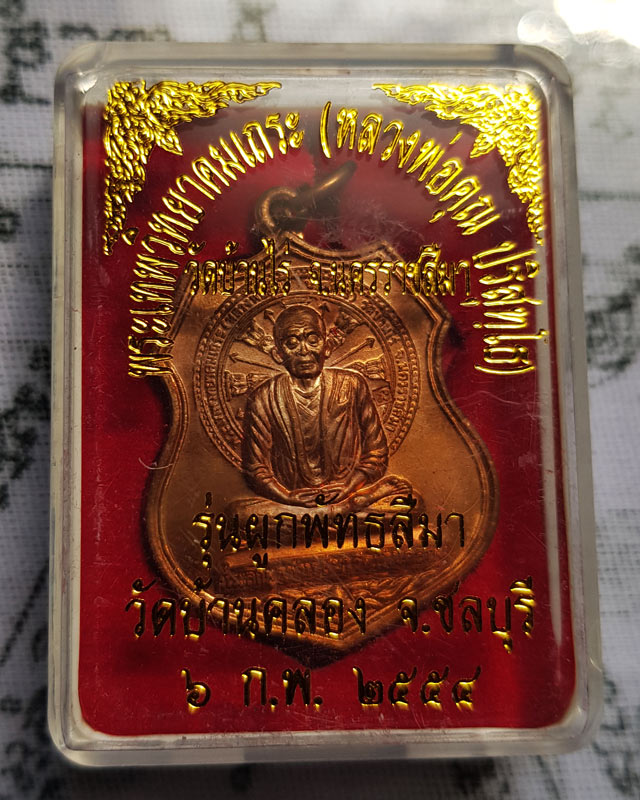 พระเทพวิทยาคมเถระ (หลวงพ่อคูณ ปริสุทฺโธ)
วัดบ้านไร่ จ.นครราชสีมา
รุ่นผูกพัทธสีมา
วัดบ้านคลอง จ.ชลบุรี
๖ ก.พ. ๒๕๕๔